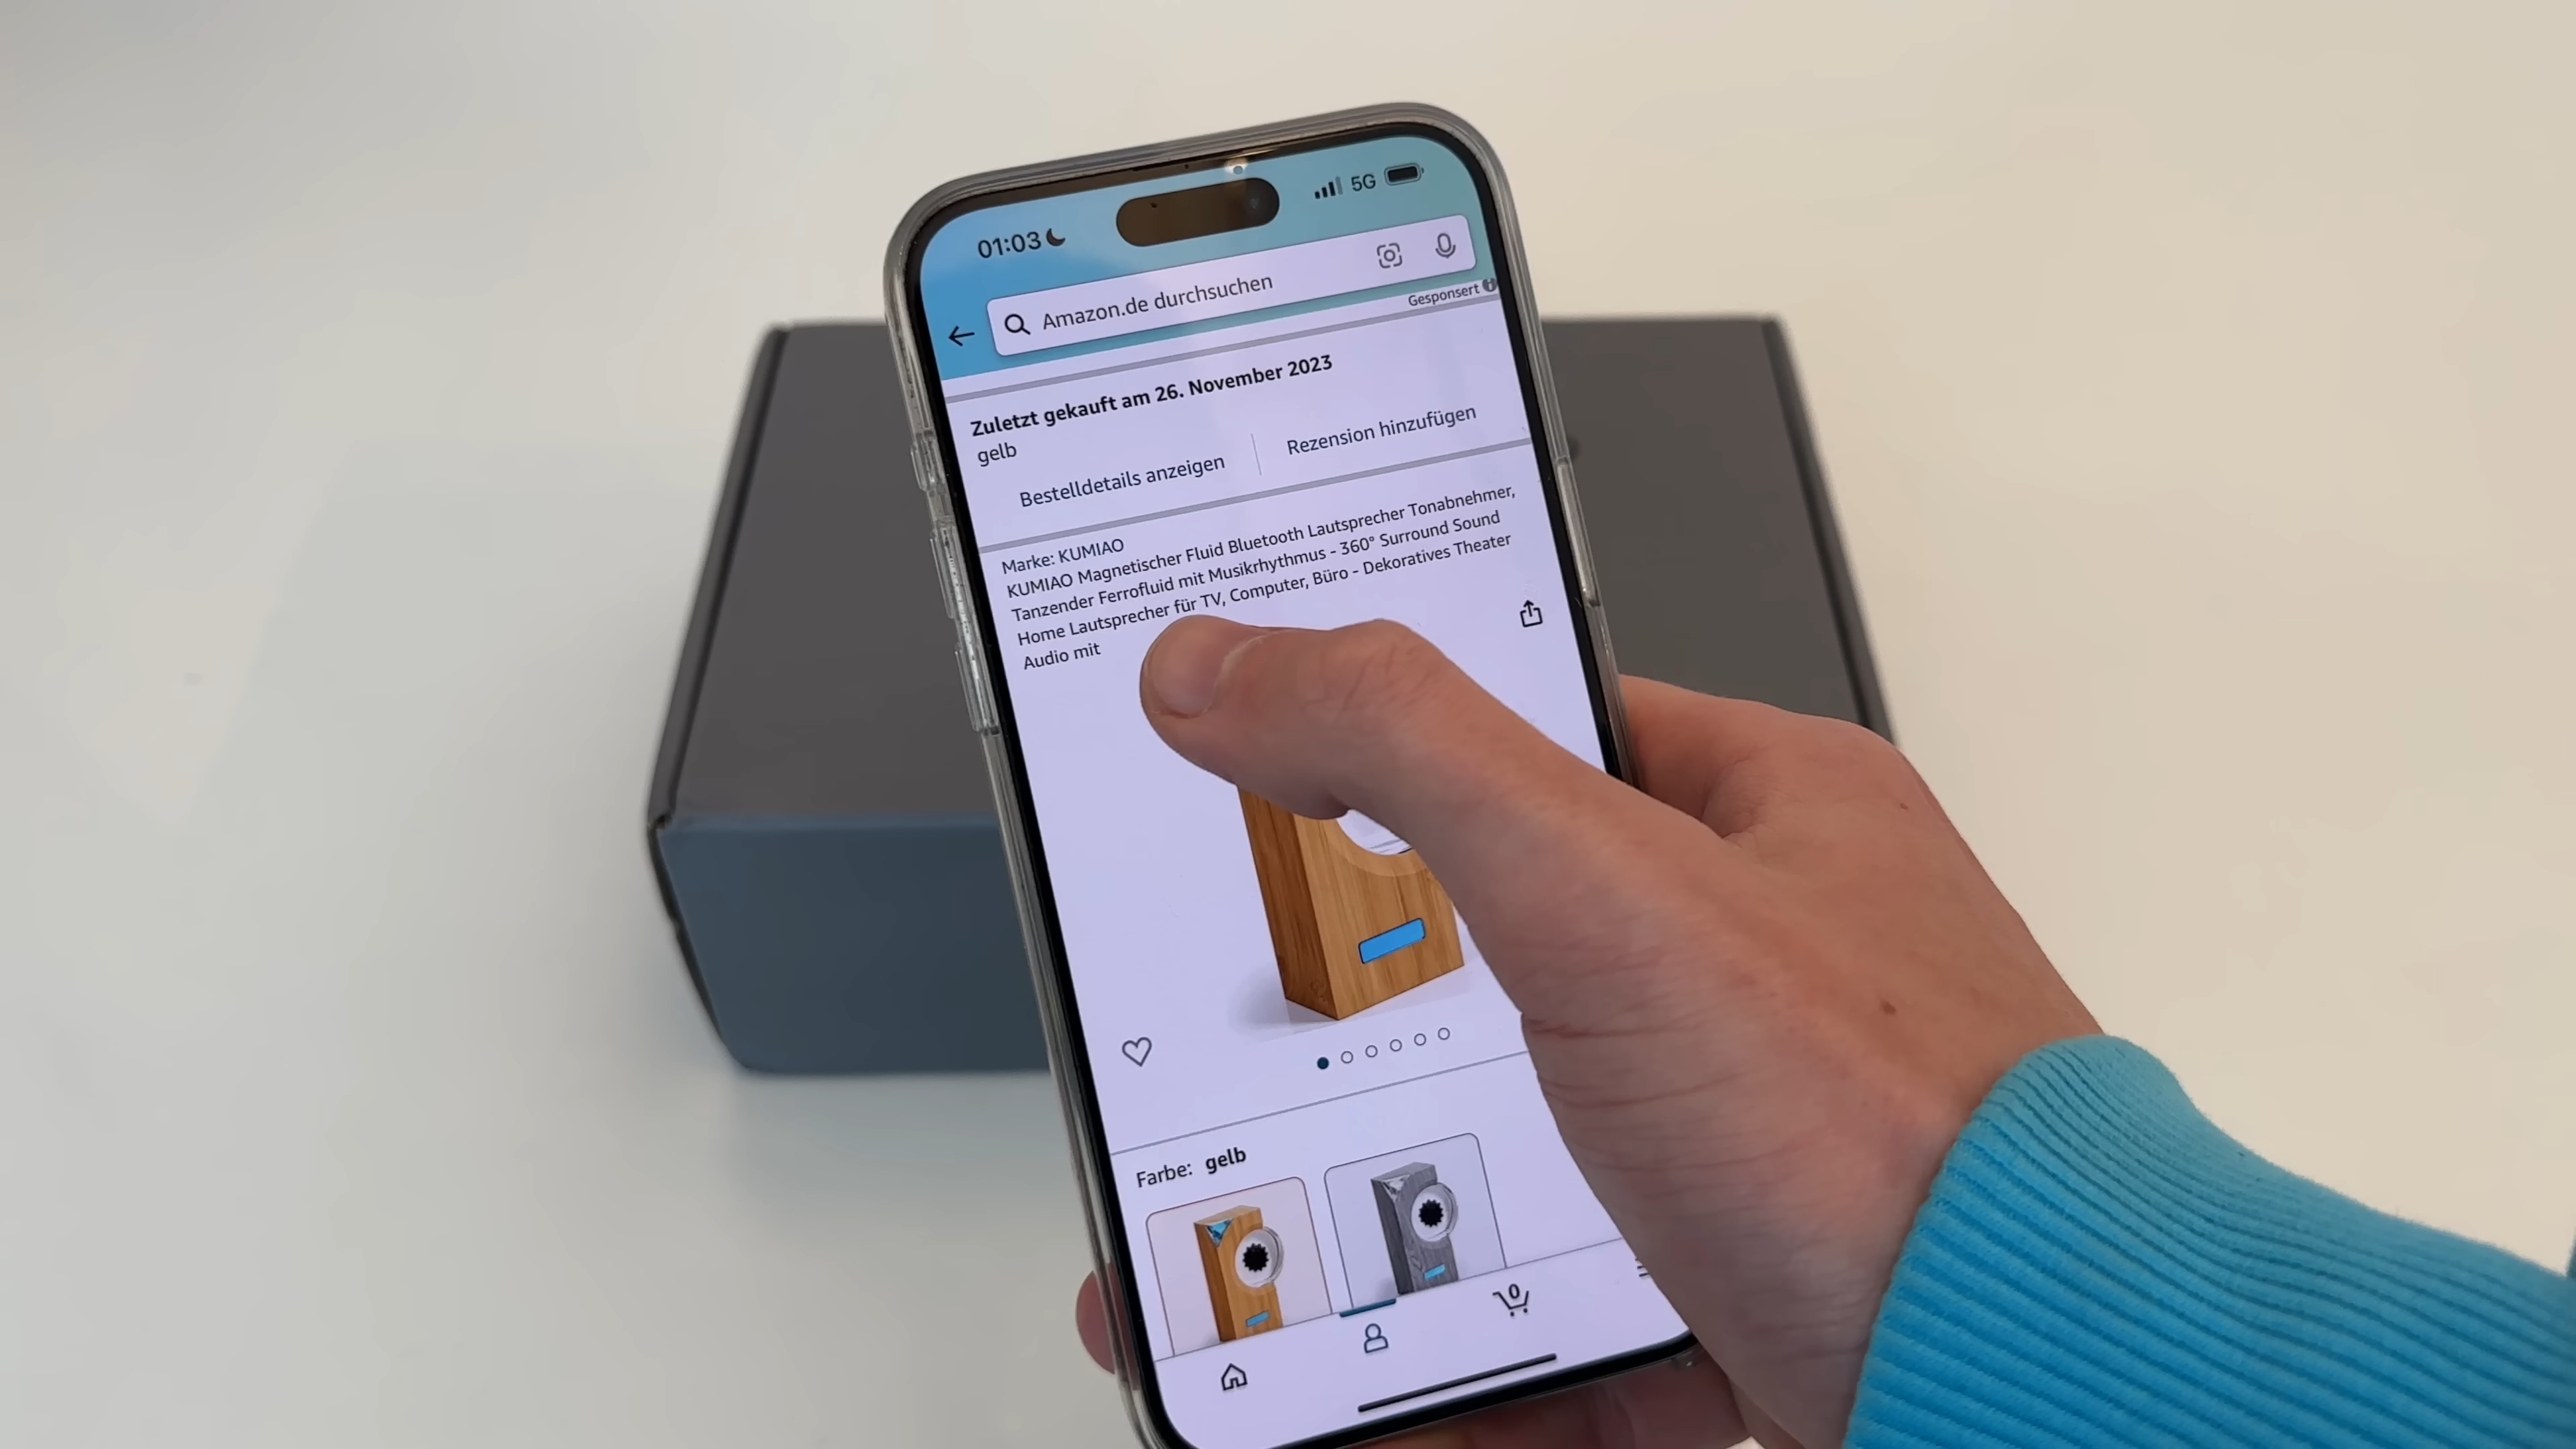 01:03
5G
Amazon.de durchsuchen
Gesponsert
Zuletzt gekauft am 26. November 2023
gelb
Bestelldetails anzeigen
Rezension hinzufügen
Marke: KUMIAO
KUMIAO Magnetischer Fluid Bluetooth Lautsprecher Tonabnehmer,
Tanzender Ferrofluid mit Musikrhythmus - 360° Surround Sound
Home Lautsprecher für TV, Computer, Büro - Dekoratives Theater
Audio mit
Farbe: gelb
0